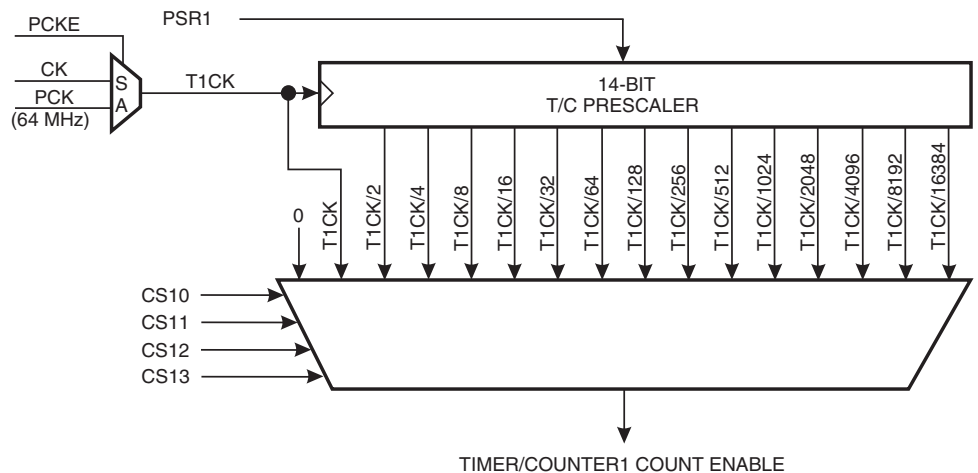 PSR1
PCKE
CK
PCK
(64 MHz)
S
A
T1CK
14-BIT
T/C PRESCALER
0
T1CK
T1CK/2
T1CK/4
T1CK/8
T1CK/16
T1CK/32
T1CK/64
T1CK/128
T1CK/256
T1CK/512
T1CK/1024
T1CK/2048
T1CK/4096
T1CK/8192
T1CK/16384
CS10
CS11
CS12
CS13
TIMER/COUNTER1 COUNT ENABLE